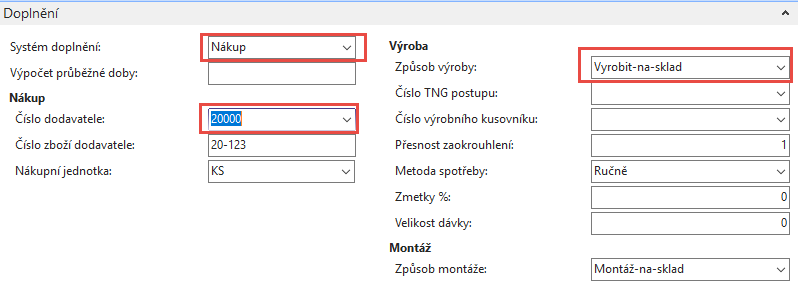 Doplnění
Systém doplnění: Nákup
Výpočet průběžné doby:
Nákup
Číslo dodavatele: 20000
Číslo zboží dodavatele: 20-123
Nákupní jednotka: KS
Výroba
Způsob výroby: Vyrobit-na-sklad
Číslo TNG postupu:
Číslo výrobního kusovníku:
Přesnost zaokrouhlení: 1
Metoda spotřeby: Ručně
Zmetky %: 0
Velikost dávky: 0
Montáž
Způsob montáže: Montáž-na-sklad